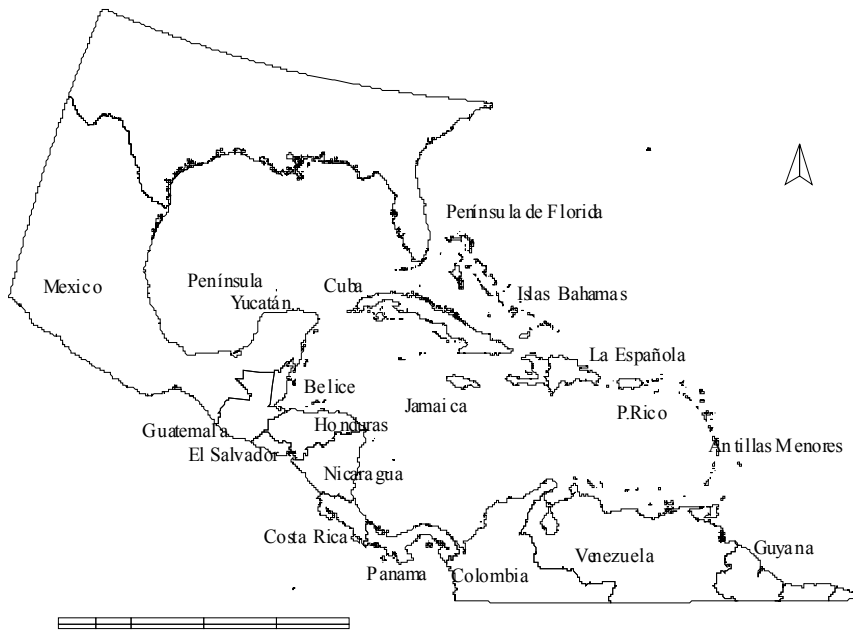 Península de Florida
Mexico
Península
Yucatán
Cuba
Islas Bahamas
La Española
Belice
Jamaica
P.Rico
Guatemala
Honduras
El Salvador
Antillas Menores
Nicaragua
Costa Rica
Panama
Colombia
Venezuela
Guyana